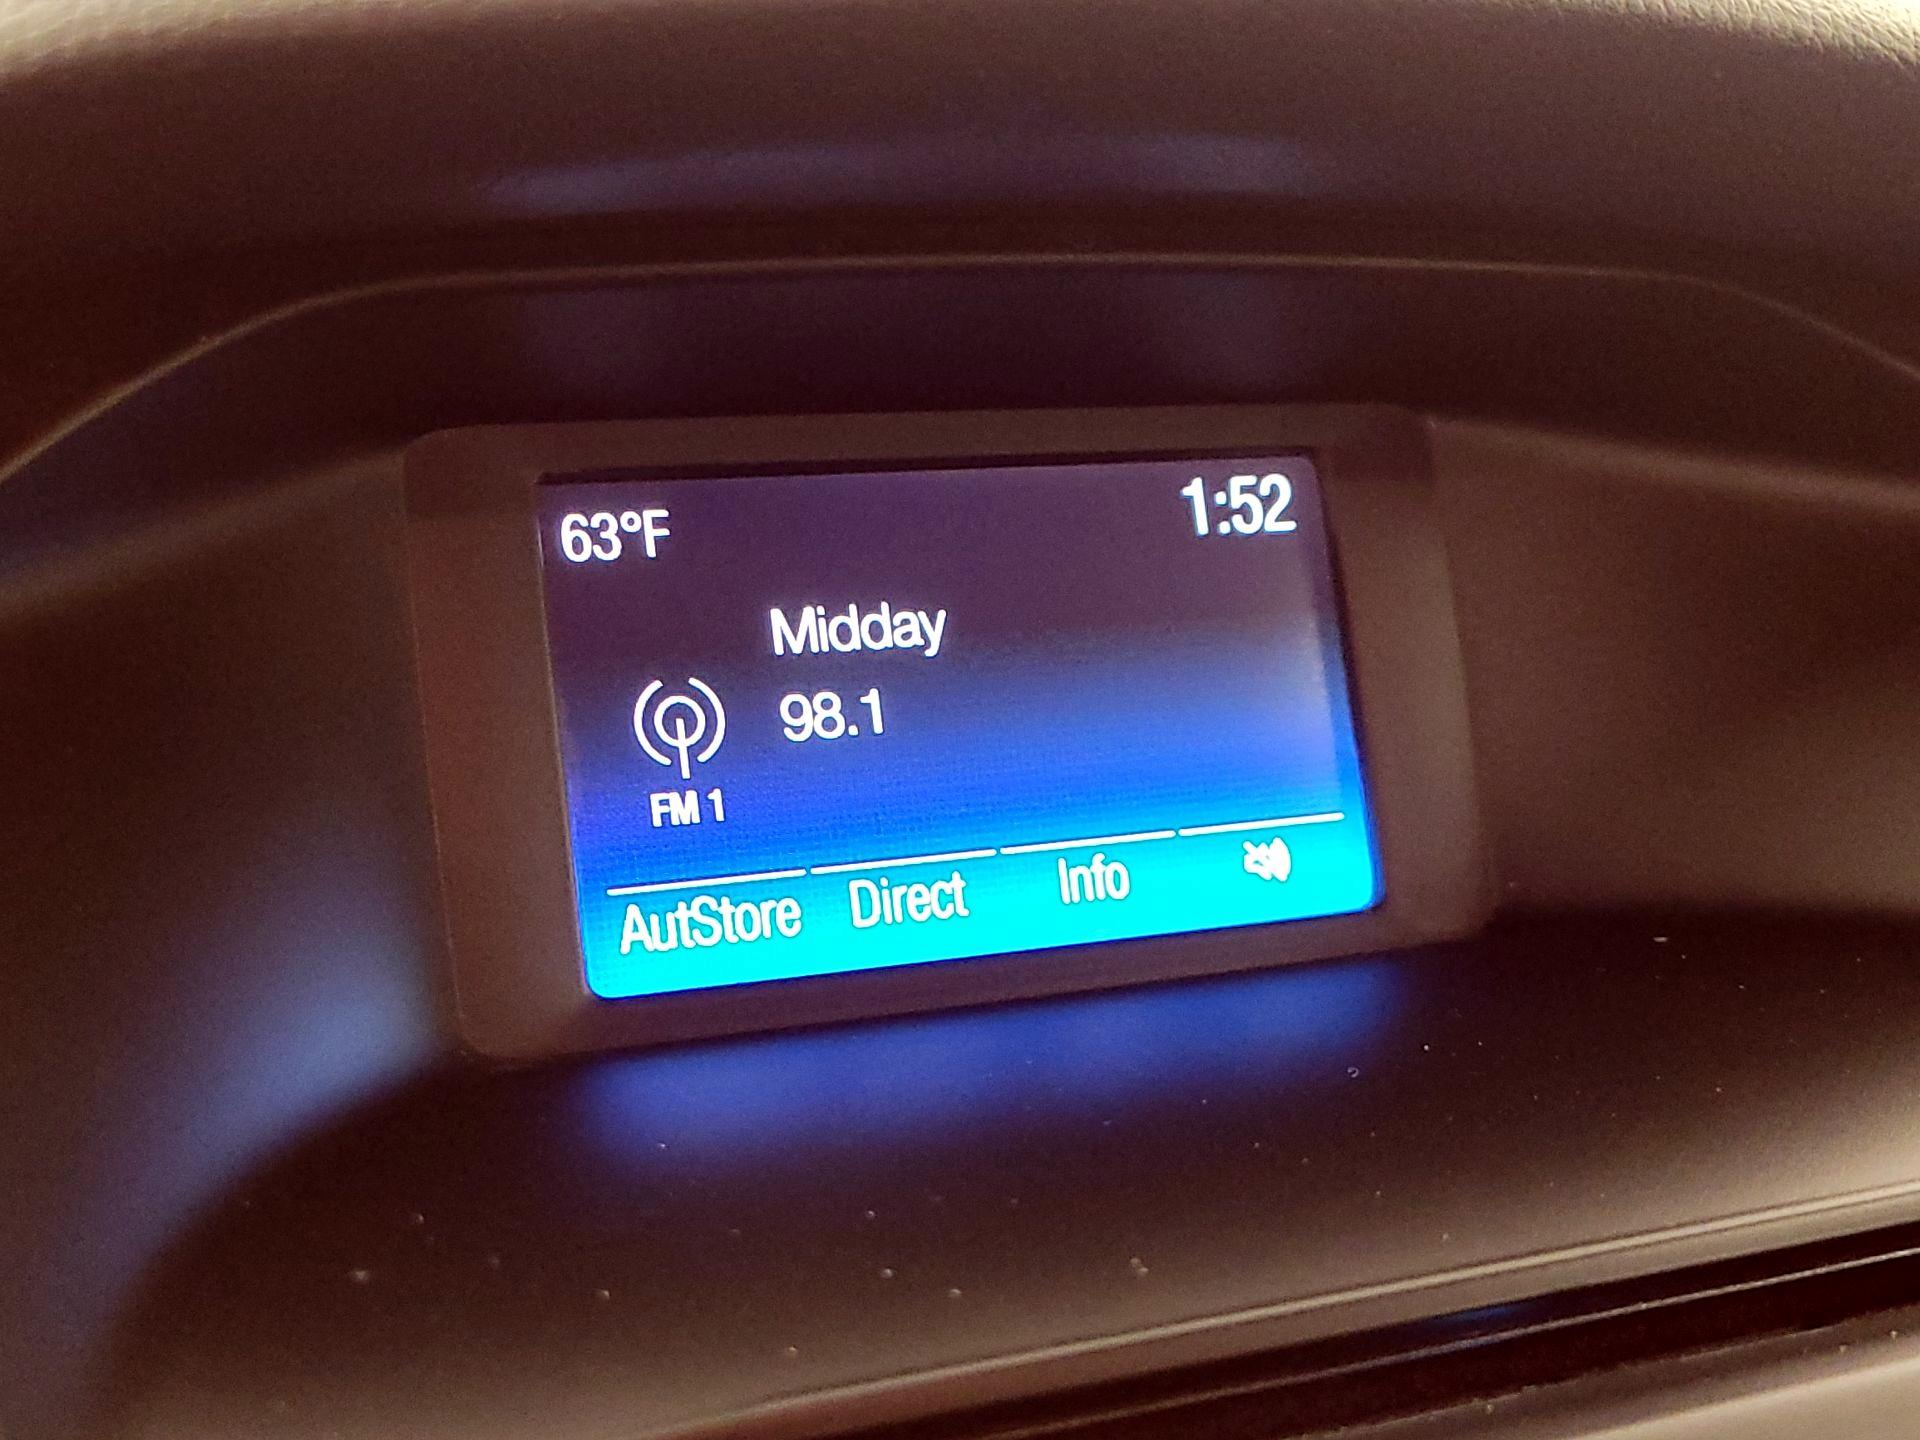 63°F 1:52
Midday
98.1
FM 1
AutStore Direct Info